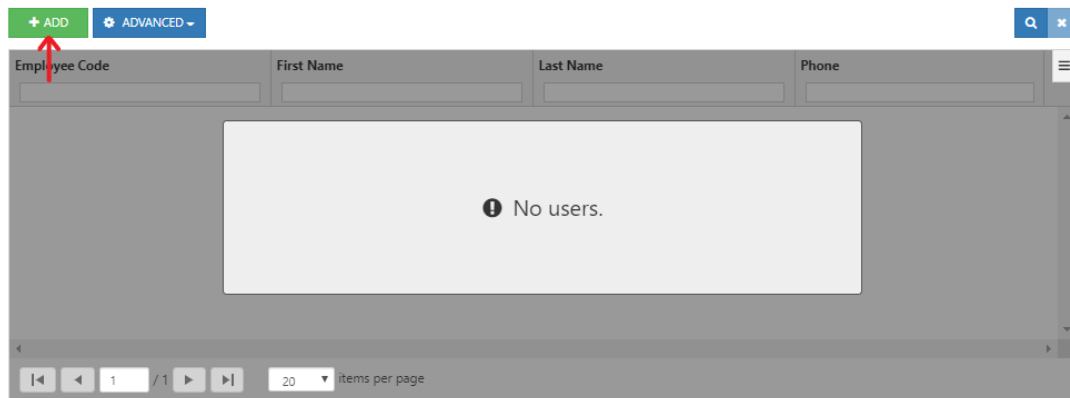 ADD ADVANCED
Employee Code First Name Last Name Phone
No users.
1 / 1 20 items per page